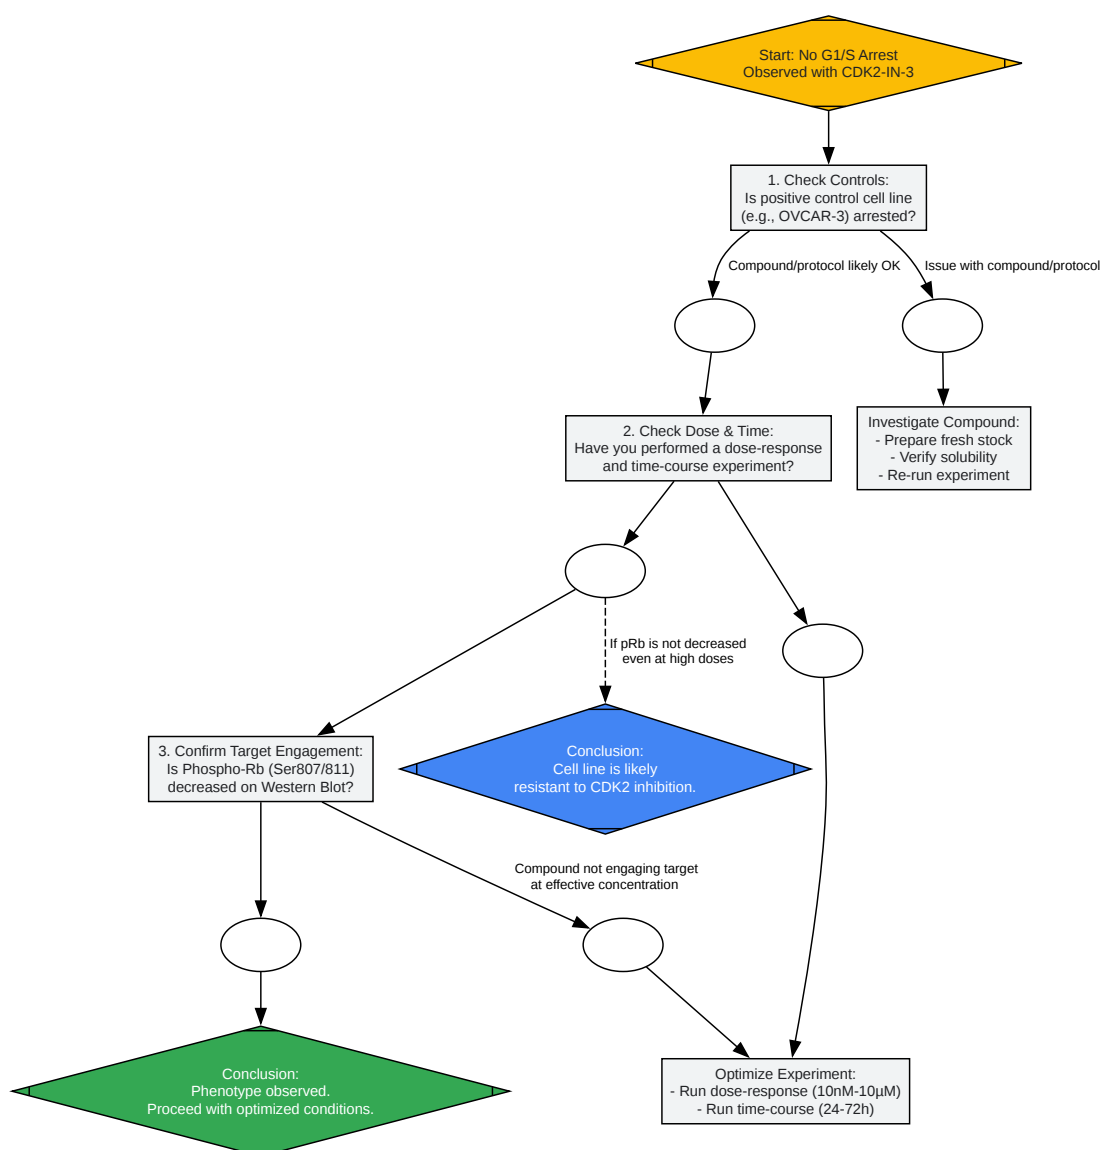 Start: No G1/S Arrest
Observed with CDK2-IN-3
1. Check Controls:
Is positive control cell line
(e.g., OVCAR-3) arrested?
Compound/protocol likely OK
Issue with compound/protocol
2. Check Dose & Time:
Have you performed a dose-response
and time-course experiment?
Investigate Compound:
- Prepare fresh stock
- Verify solubility
- Re-run experiment
If pRb is not decreased
even at high doses
3. Confirm Target Engagement:
Is Phospho-Rb (Ser807/811)
decreased on Western Blot?
Conclusion:
Cell line is likely
resistant to CDK2 inhibition.
Compound not engaging target
at effective concentration
Conclusion:
Phenotype observed.
Proceed with optimized conditions.
Optimize Experiment:
- Run dose-response (10nM-10μM)
- Run time-course (24-72h)